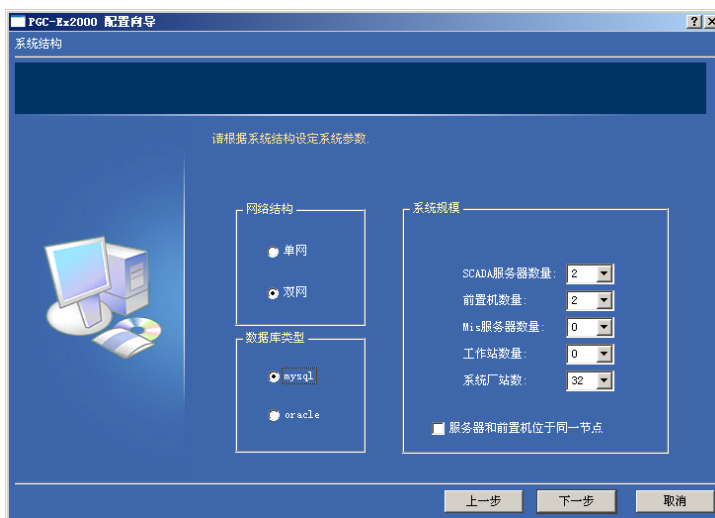 PGC-Ex2000 配置向导
系统结构
请根据系统结构设定系统参数.
网络结构
单网
双网
数据库类型
mysql
oracle
系统规模
SCADA服务器数量: 2
前置机数量: 2
Mis服务器数量: 0
工作站数量: 0
系统厂站数: 32
服务器和前置机位于同一节点
上一步 下一步 取消